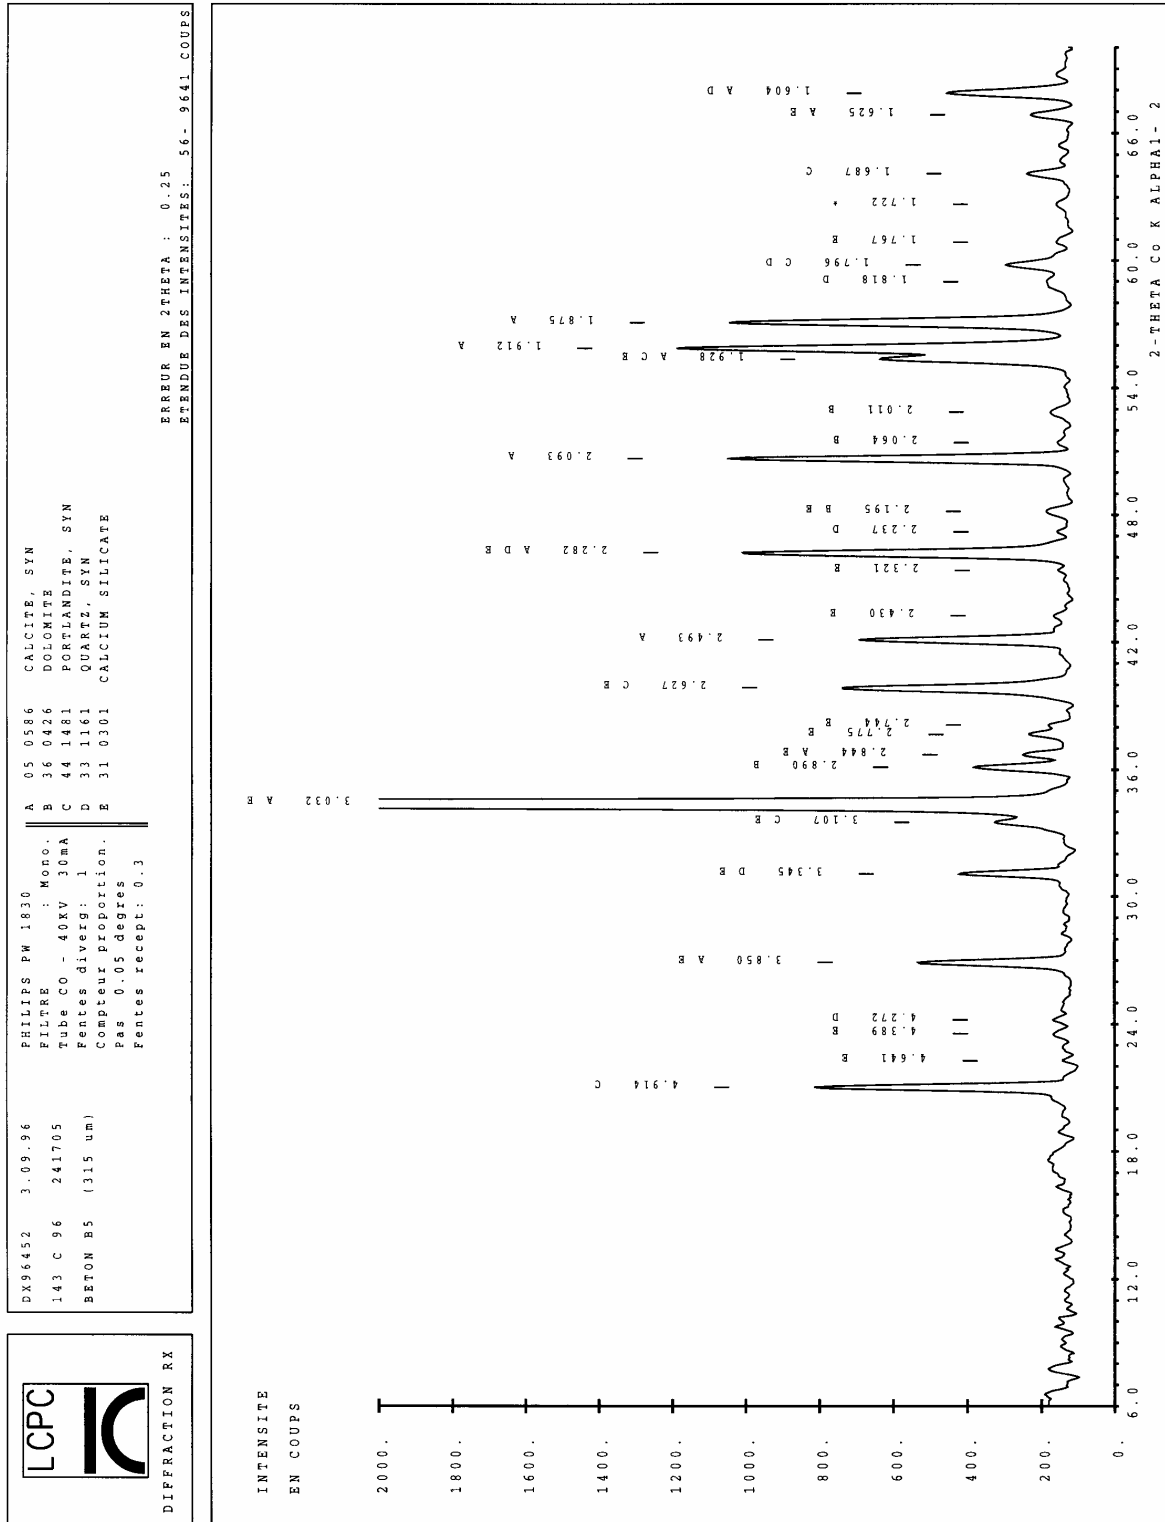 LCPC
DIFFRACTION RX
DX96452 3.09.96
143 C 96 241705
BETON B5 (315 um)
PHILIPS PW 1830
FILTRE : Mono.
Tube CO - 40KV 30mA
Fentes diverg: 1
Compteur proportion.
Pas 0.05 degres
Fentes recept: 0.3
A 05 0586 CALCITE, SYN
B 36 0426 DOLOMITE
C 44 1481 PORTLANDITE, SYN
D 33 1161 QUARTZ, SYN
E 31 0301 CALCIUM SILICATE
ERREUR EN 2THETA : 0.25
ETENDUE DES INTENSITES: 56- 9641 COUPS
INTENSITE
EN COUPS
2000.
1800.
1600.
1400.
1200.
1000.
800.
600.
400.
200.
0.
4.914 C
4.641 E
4.389 E
4.272 D
3.850 A E
3.345 D E
3.107 C E
3.032 A E
2.890 B
2.844 A E
2.775 E
2.744 E
2.627 C E
2.493 A
2.430 E
2.321 E
2.282 A D E
2.237 D
2.195 B E
2.093 A
2.064 B
2.011 B
1.928 A C E
1.912 A
1.875 A
1.818 D
1.796 C D
1.767 E
1.722 *
1.687 C
1.625 A E
1.604 A D
6.0
12.0
18.0
24.0
30.0
36.0
42.0
48.0
54.0
60.0
66.0
2-THETA Co K ALPHA1- 2